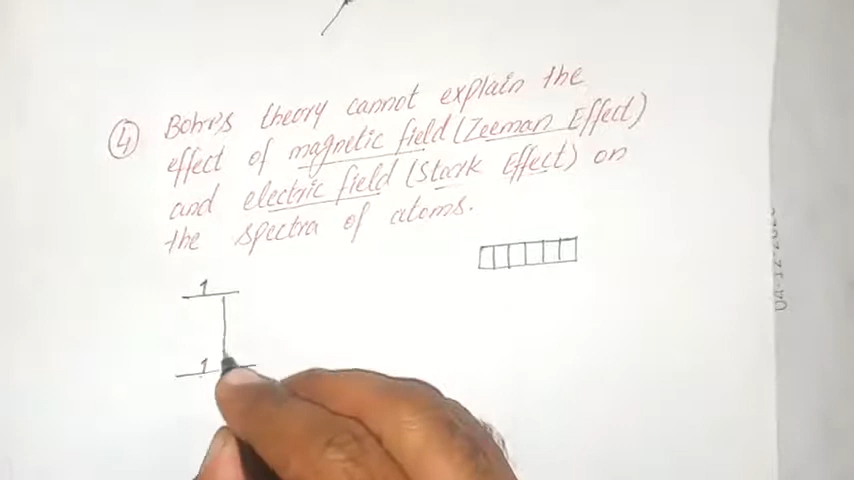 4 Bohr's theory cannot explain the
effect of magnetic field (Zeeman Effect)
and electric field (Stark Effect) on
the spectra of atoms.
1
1